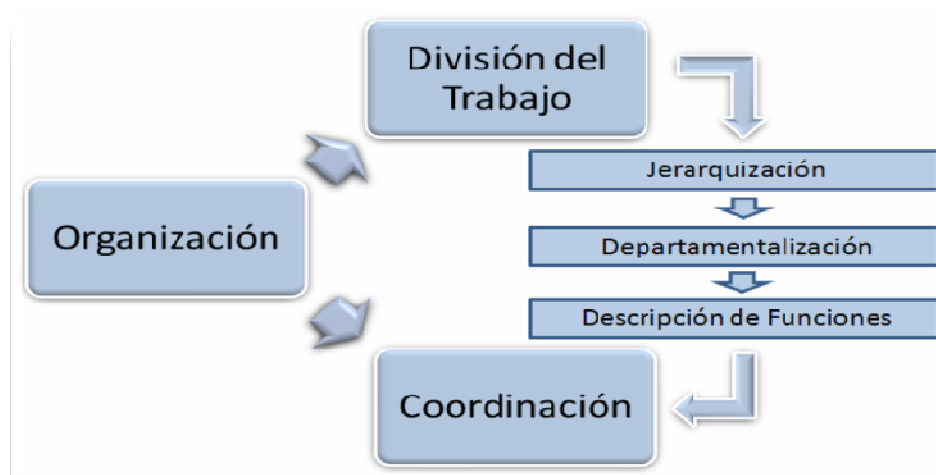 División del
Trabajo
Jerarquización
Organización
Departamentalización
Descripción de Funciones
Coordinación